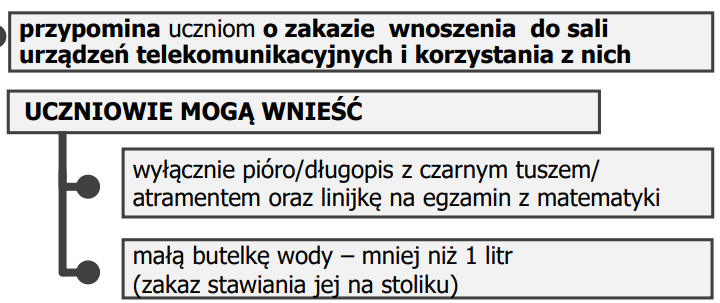 przypomina uczniom o zakazie wnoszenia do sali
urządzeń telekomunikacyjnych i korzystania z nich
UCZNIOWIE MOGĄ WNIEŚĆ
wyłącznie pióro/długopis z czarnym tuszem/
atramentem oraz linijkę na egzamin z matematyki
małą butelkę wody – mniej niż 1 litr
(zakaz stawiania jej na stoliku)